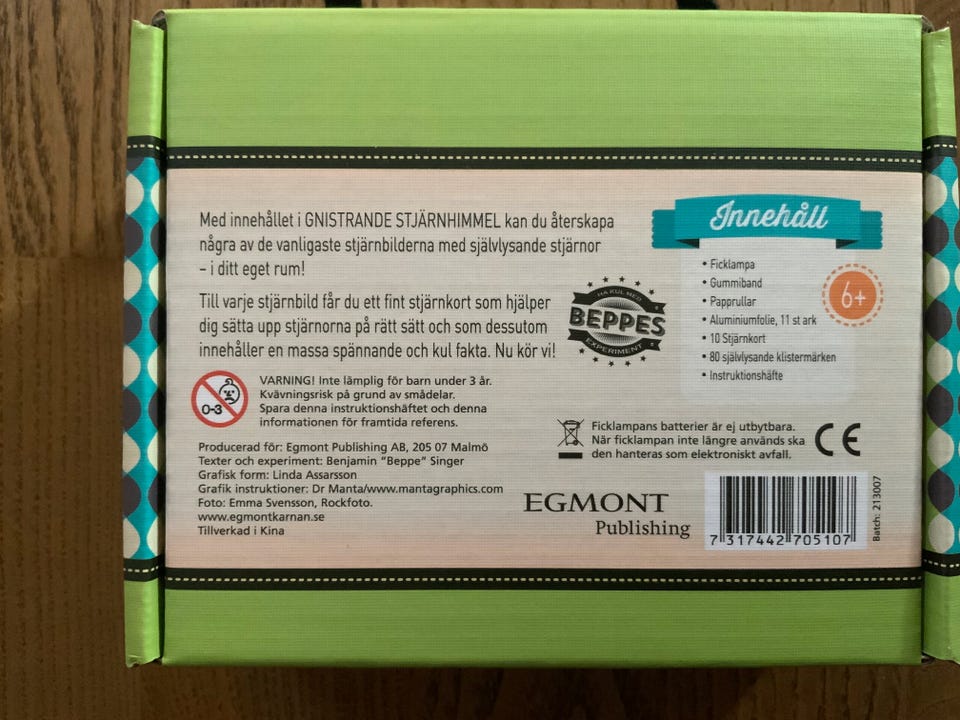 Med innehållet i GNISTRANDE STJÄRNHIMMEL kan du återskapa
några av de vanligaste stjärnbilderna med självlysande stjärnor
– i ditt eget rum!
Till varje stjärnbild får du ett fint stjärnkort som hjälper
dig sätta upp stjärnorna på rätt sätt och som dessutom
innehåller en massa spännande och kul fakta. Nu kör vi!
HA KUL MED
BEPPES
EXPERIMENT
Innehåll
• Ficklampa
• Gummiband
• Papprullar
• Aluminiumfolie, 11 st ark
• 10 Stjärnkort
• 80 självlysande klistermärken
• Instruktionshäfte
6+
0-3
VARNING! Inte lämplig för barn under 3 år.
Kvävningsrisk på grund av smådelar.
Spara denna instruktionshäftet och denna
informationen för framtida referens.
Producerad för: Egmont Publishing AB, 205 07 Malmö
Texter och experiment: Benjamin “Beppe” Singer
Grafisk form: Linda Assarsson
Grafik instruktioner: Dr Manta/www.mantagraphics.com
Foto: Emma Svensson, Rockfoto.
www.egmontkarnan.se
Tillverkad i Kina
Ficklampans batterier är ej utbytbara.
När ficklampan inte längre används ska
den hanteras som elektroniskt avfall.
CE
EGMONT
Publishing
7 317442 705107
Batch: 213007